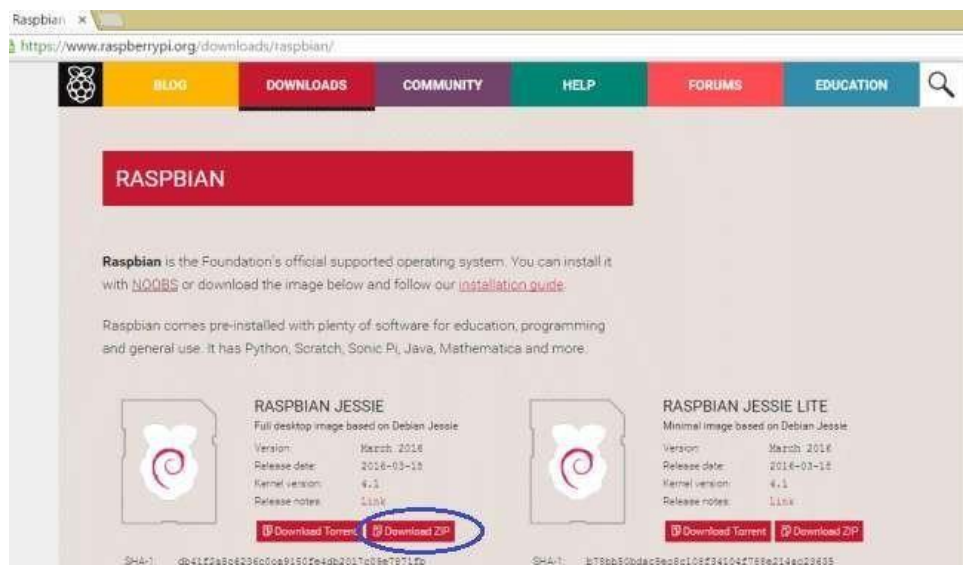 Raspbian ×
https://www.raspberrypi.org/downloads/raspbian/
BLOG DOWNLOADS COMMUNITY HELP FORUMS EDUCATION
RASPBIAN
Raspbian is the Foundation's official supported operating system. You can install it
with NOOBS or download the image below and follow our installation guide.
Raspbian comes pre-installed with plenty of software for education, programming
and general use. It has Python, Scratch, Sonic Pi, Java, Mathematica and more.
RASPBIAN JESSIE
Full desktop image based on Debian Jessie
Version: March 2016
Release date: 2016-03-18
Kernel version: 4.1
Release notes: Link
Download Torrent Download ZIP
SHA-1:
RASPBIAN JESSIE LITE
Minimal image based on Debian Jessie
Version: March 2016
Release date: 2016-03-18
Kernel version: 4.1
Release notes: Link
Download Torrent Download ZIP
SHA-1: